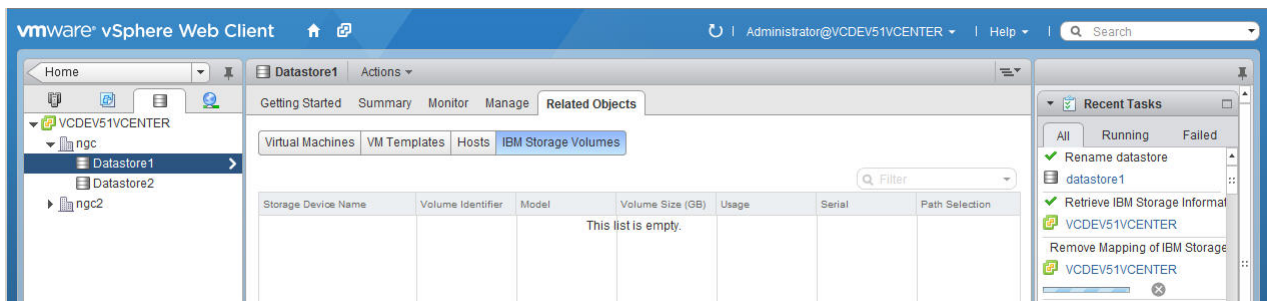 vmware® vSphere Web Client Administrator@VCDEV51VCENTER Help Search
Home
VCDEV51VCENTER
ngc
Datastore1
Datastore2
ngc2
Datastore1 Actions
Getting Started Summary Monitor Manage Related Objects
Virtual Machines VM Templates Hosts IBM Storage Volumes
Filter
Storage Device Name Volume Identifier Model Volume Size (GB) Usage Serial Path Selection
This list is empty.
Recent Tasks
All Running Failed
Rename datastore
datastore1
Retrieve IBM Storage Informat
VCDEV51VCENTER
Remove Mapping of IBM Storage
VCDEV51VCENTER